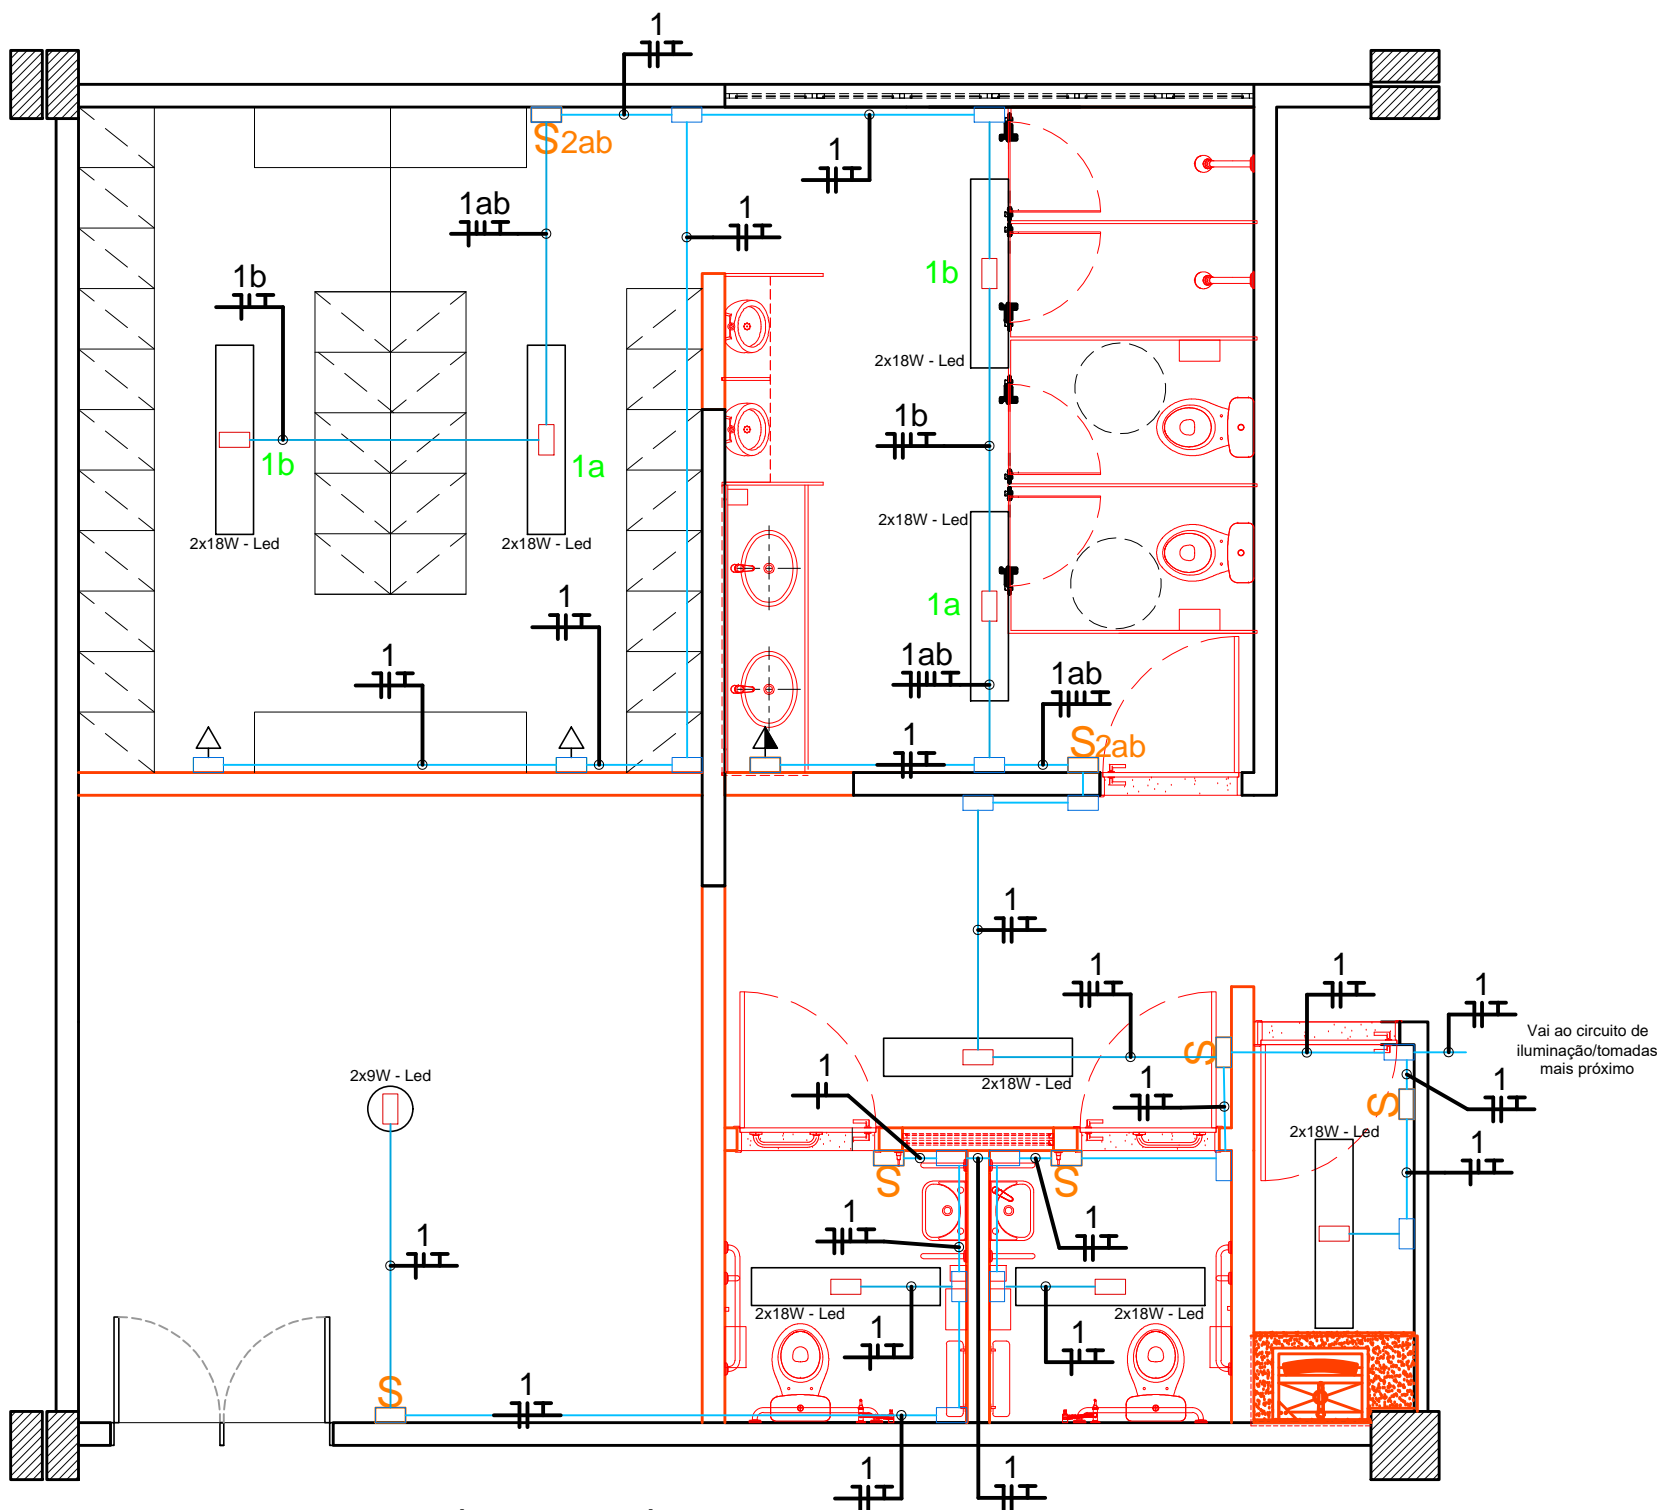 1
S2ab
1
1ab
1
1b
1b
2x18W - Led
1b
1b
1a
2x18W - Led
2x18W - Led
2x18W - Led
1a
1
1
1ab
1ab
S2ab
1
1
1
1
1
Vai ao circuito de
iluminação/tomadas
mais próximo
S
2x9W - Led
2x18W - Led
1
1
S
1
2x18W - Led
1
S
S
1
1
1
2x18W - Led
2x18W - Led
1
1
S
1
1
1